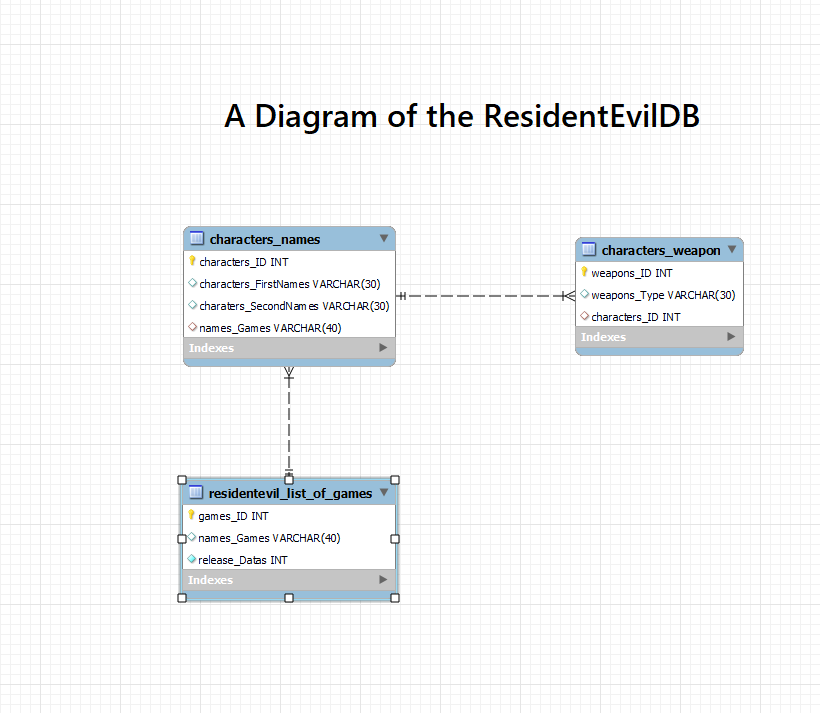 A Diagram of the ResidentEvilDB
characters_names
characters_ID INT
characters_FirstNames VARCHAR(30)
charaters_SecondNames VARCHAR(30)
names_Games VARCHAR(40)
Indexes
characters_weapon
weapons_ID INT
weapons_Type VARCHAR(30)
characters_ID INT
Indexes
residentevil_list_of_games
games_ID INT
names_Games VARCHAR(40)
release_Datas INT
Indexes